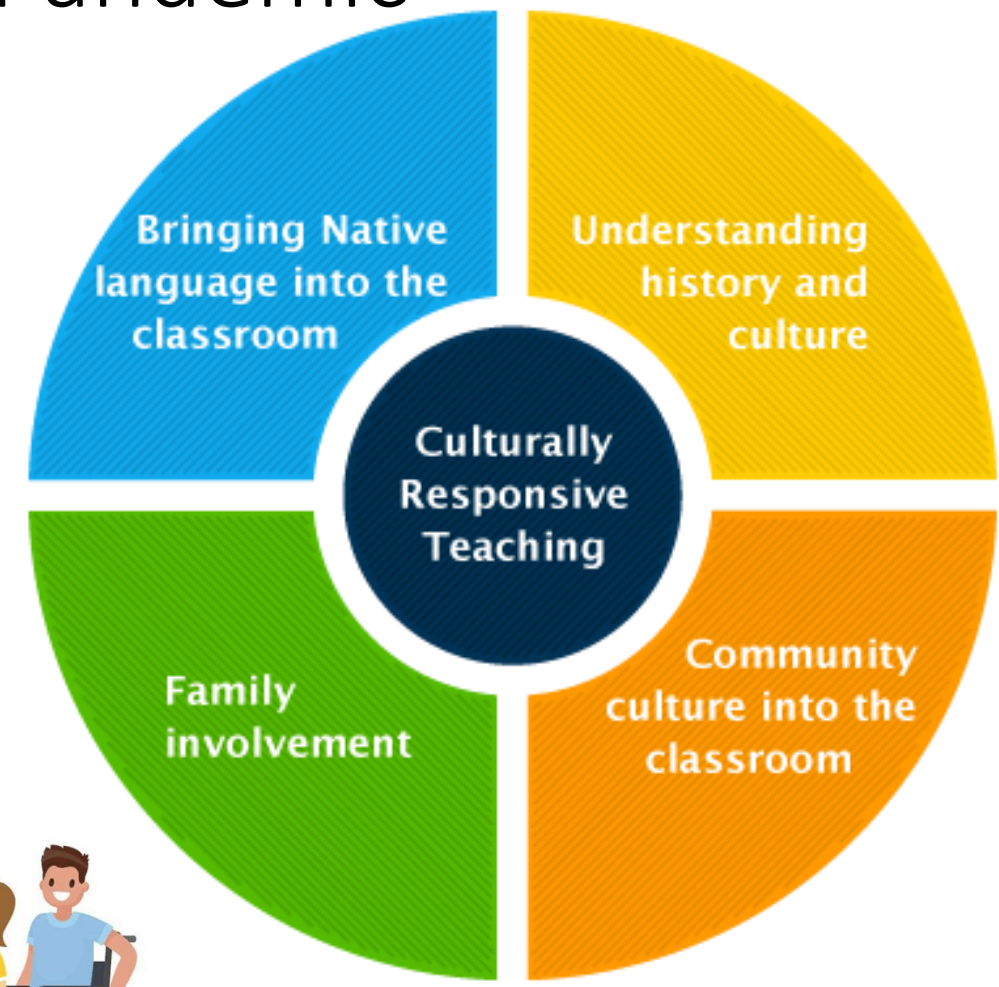 Pandemic
Bringing Native
language into the
classroom
Understanding
history and
culture
Culturally
Responsive
Teaching
Family
involvement
Community
culture into the
classroom